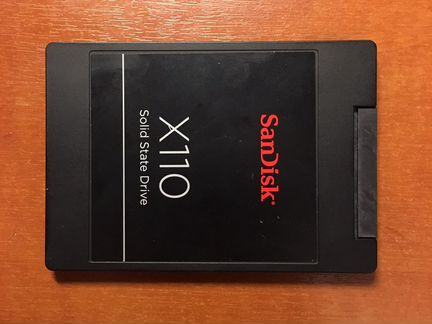 SanDisk
X110
Solid State Drive